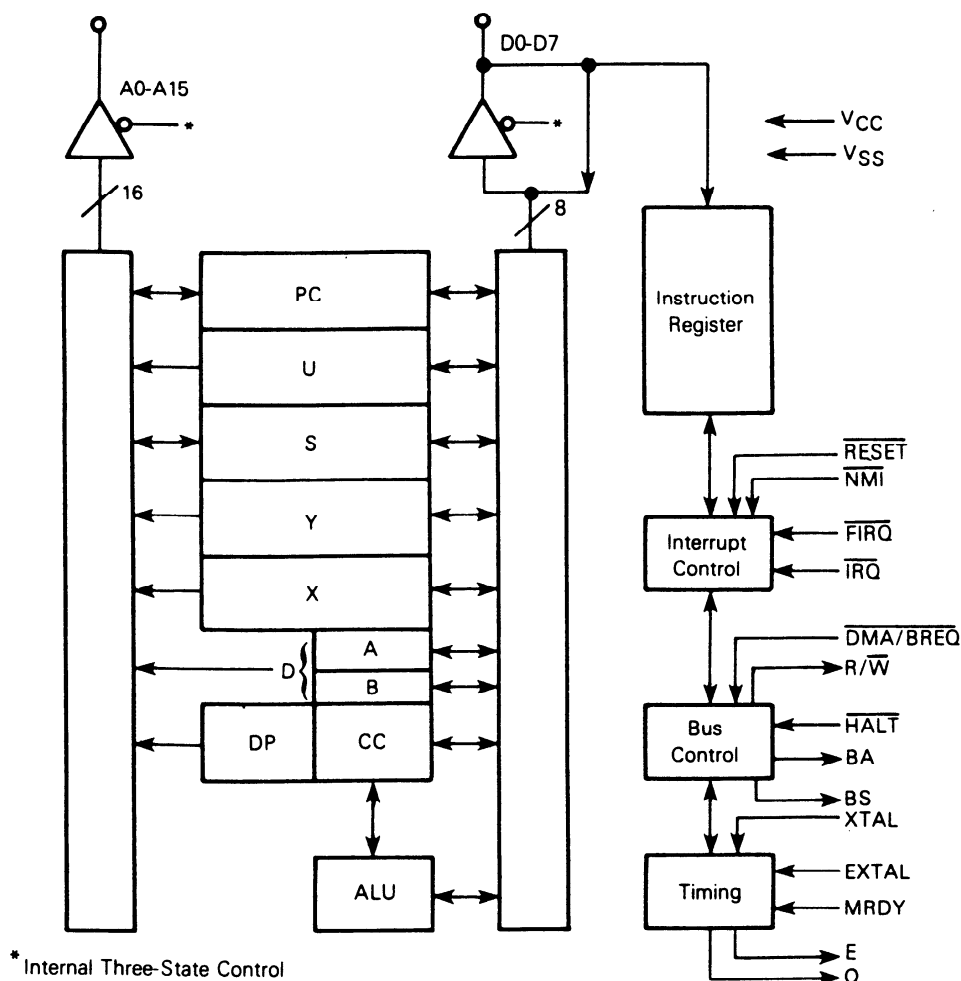 D0-D7
A0-A15
*
*
VCC
VSS
16
8
PC
U
S
Y
X
A
D {
B
DP
CC
ALU
Instruction
Register
RESET
NMI
Interrupt
Control
FIRQ
IRQ
DMA/BREQ
R/W
Bus
Control
HALT
BA
BS
XTAL
Timing
EXTAL
MRDY
E
* Internal Three-State Control